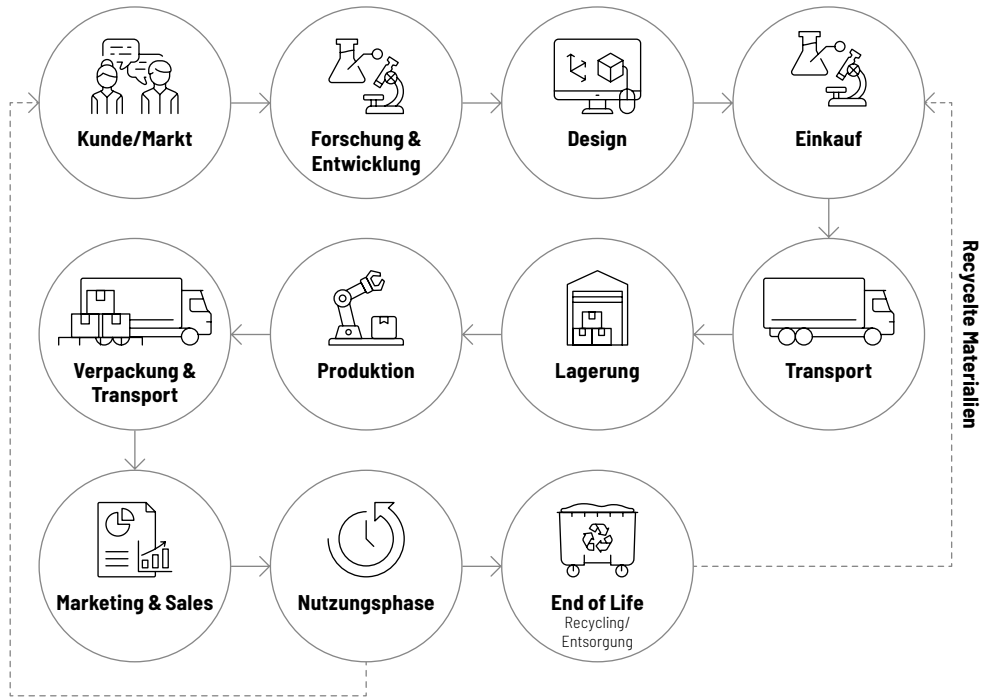 Kunde/Markt
Forschung &
Entwicklung
Design
Einkauf
Verpackung &
Transport
Produktion
Lagerung
Transport
Recycelte Materialien
Marketing & Sales
Nutzungsphase
End of Life
Recycling/
Entsorgung